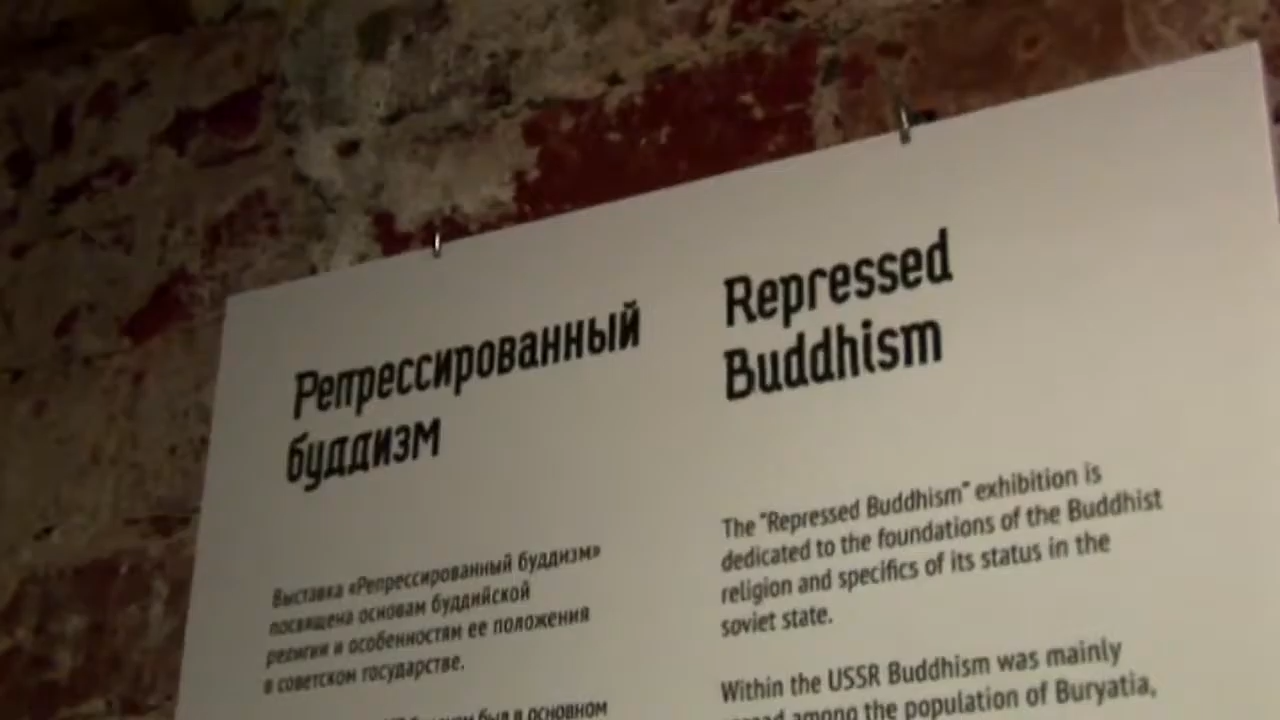 Репрессированный
буддизм
Выставка «Репрессированный буддизм»
посвящена основам буддийской
религии и особенностям ее положения
в советском государстве.
был в основном
Repressed
Buddhism
The "Repressed Buddhism" exhibition is
dedicated to the foundations of the Buddhist
religion and specifics of its status in the
soviet state.
Within the USSR Buddhism was mainly
among the population of Buryatia,